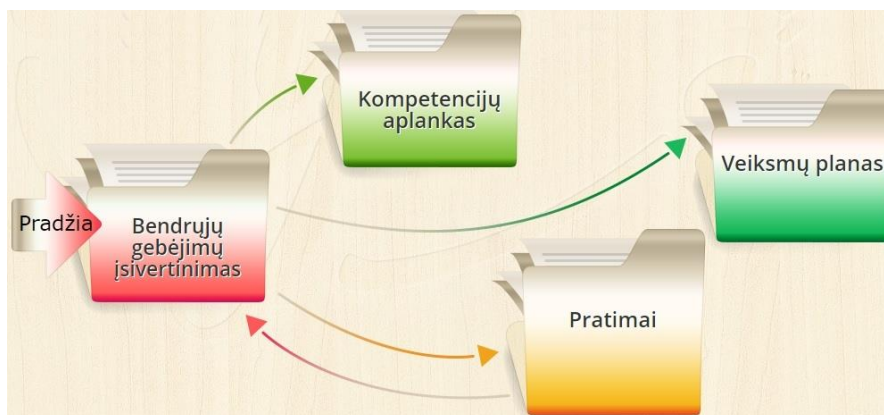 Pradžia
Bendrųjų
gebėjimų
įsivertinimas
Kompetencijų
aplankas
Veiksmų planas
Pratimai